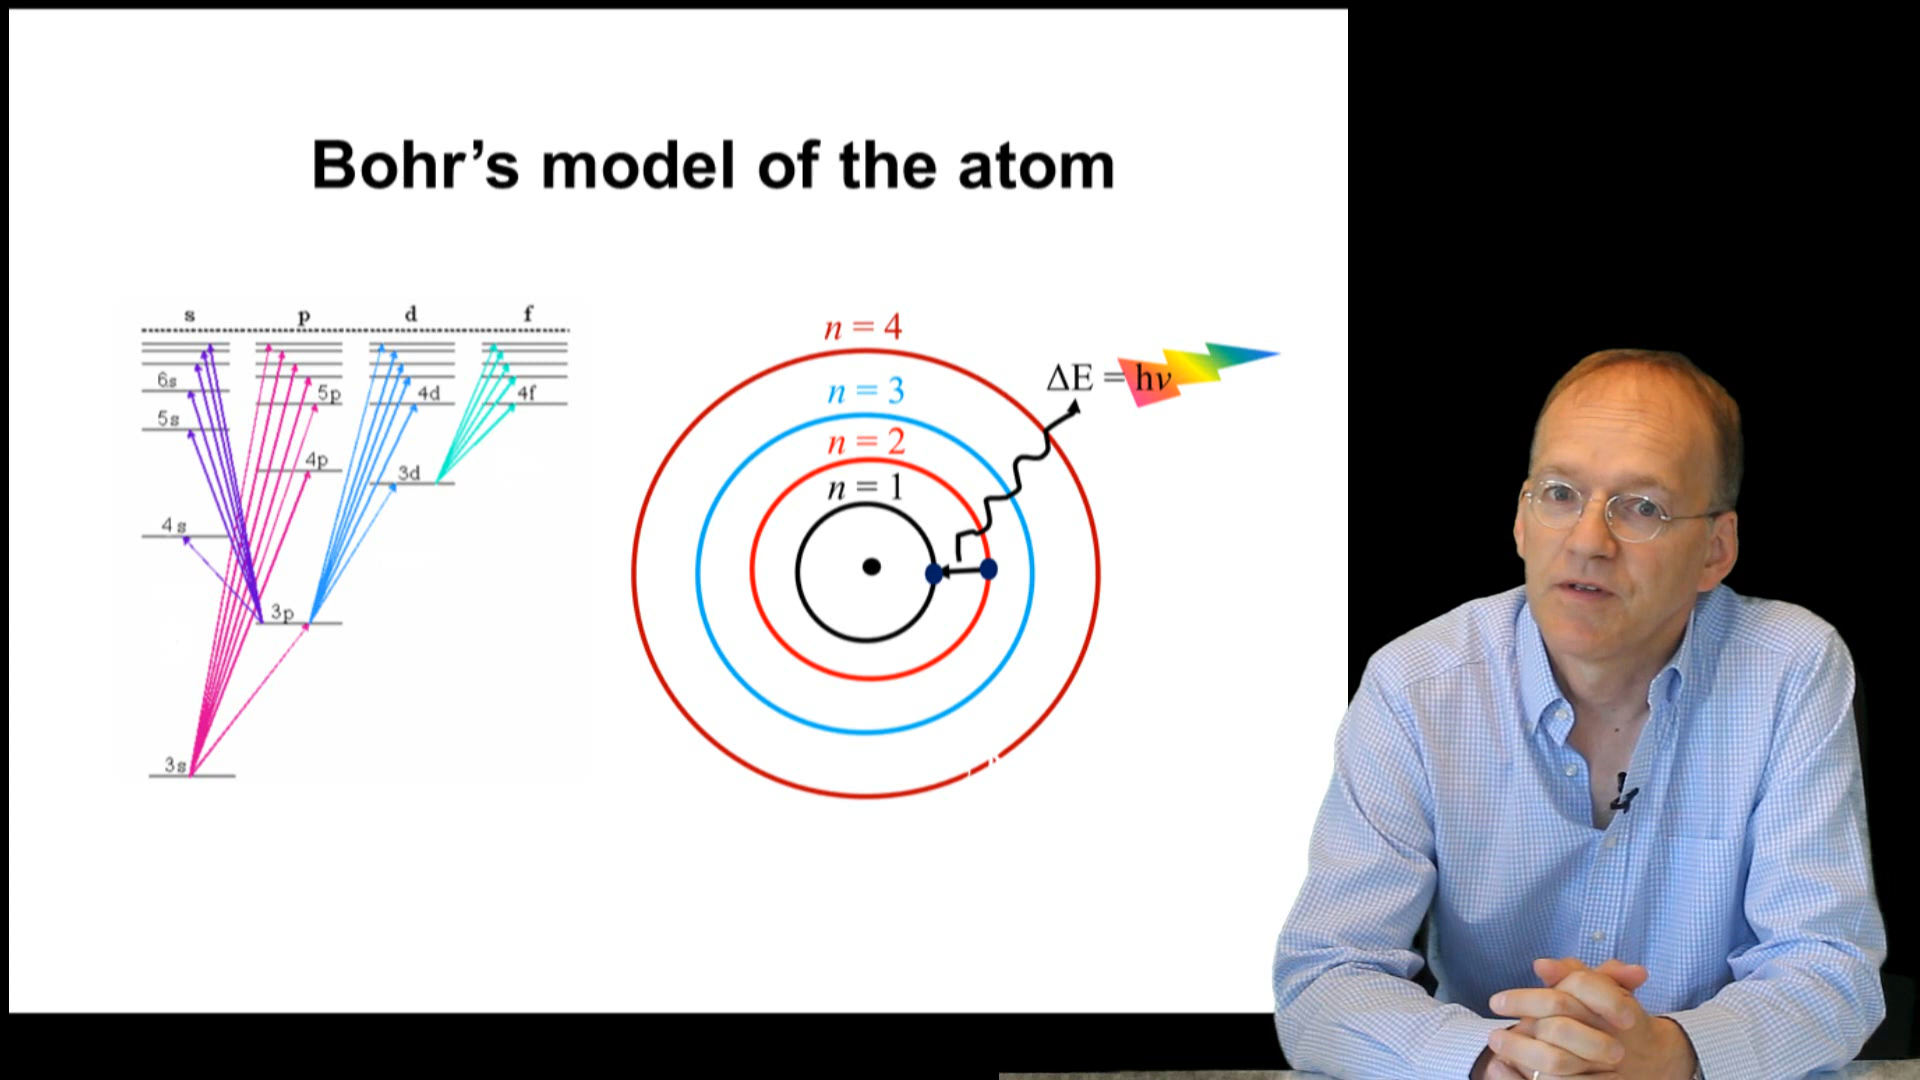 Bohr’s model of the atom
s p d f
6s
5p
4d
4f
5s
4p
3d
4s
3p
3s
n = 4
n = 3
n = 2
n = 1
ΔE = hν